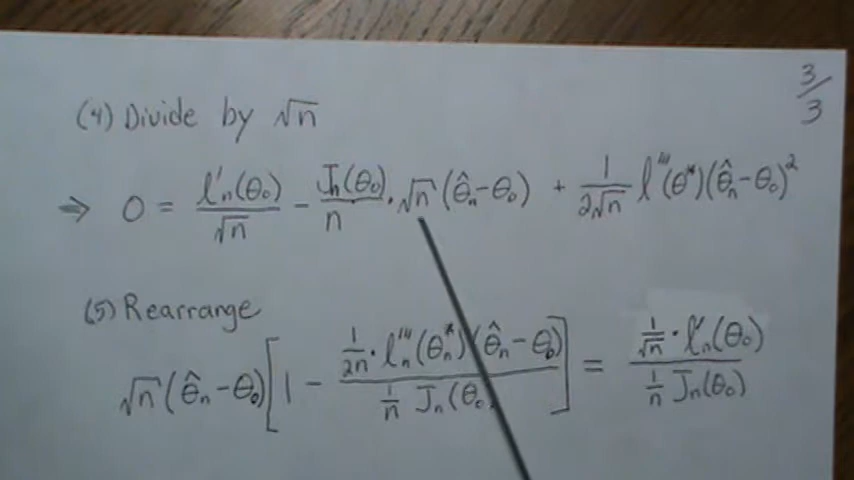 3/3
(4) Divide by √n
⇒ 0 = l'ₙ(θ₀)/√n − Jₙ(θ₀)/n · √n (θ̂ₙ−θ₀) + 1/(2√n) l'''(θ*)(θ̂ₙ−θ₀)²
(5) Rearrange
√n (θ̂ₙ−θ₀) [1 − (1/(2n) · l'''ₙ(θ*ₙ)(θ̂ₙ−θ₀))/(1/n Jₙ(θ₀))] = (1/√n · l'ₙ(θ₀))/(1/n Jₙ(θ₀))